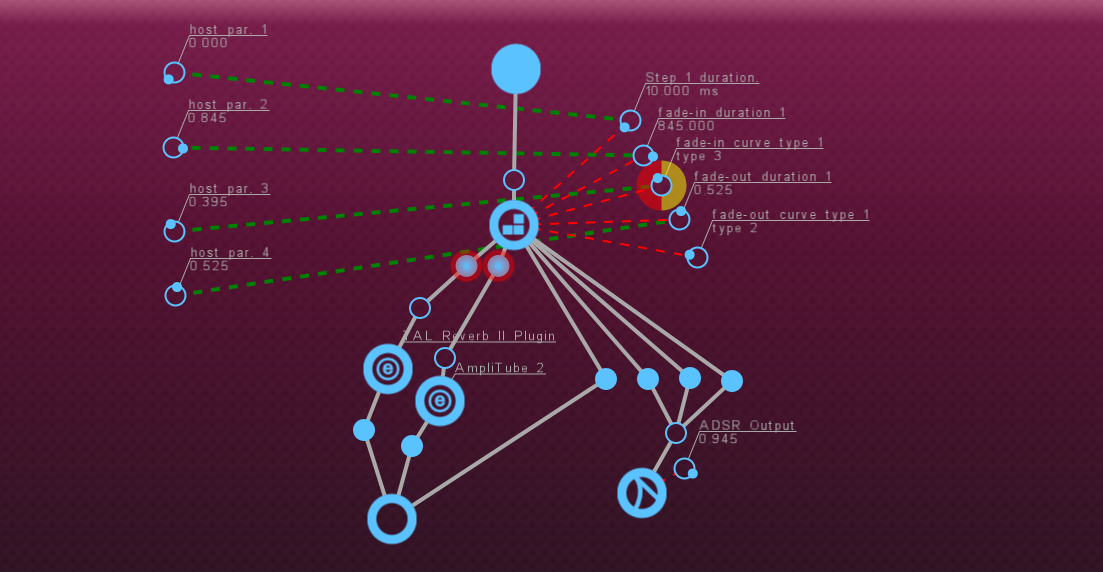 host par. 1
0.000
host par. 2
0.845
host par. 3
0.395
host par. 4
0.525
Step 1 duration.
10.000 ms
fade-in duration 1
845.000
fade-in curve type 1
type 3
fade-out duration 1
0.525
fade-out curve type 1
type 2
TAL Reverb II Plugin
AmpliTube 2
ADSR Output
0.945